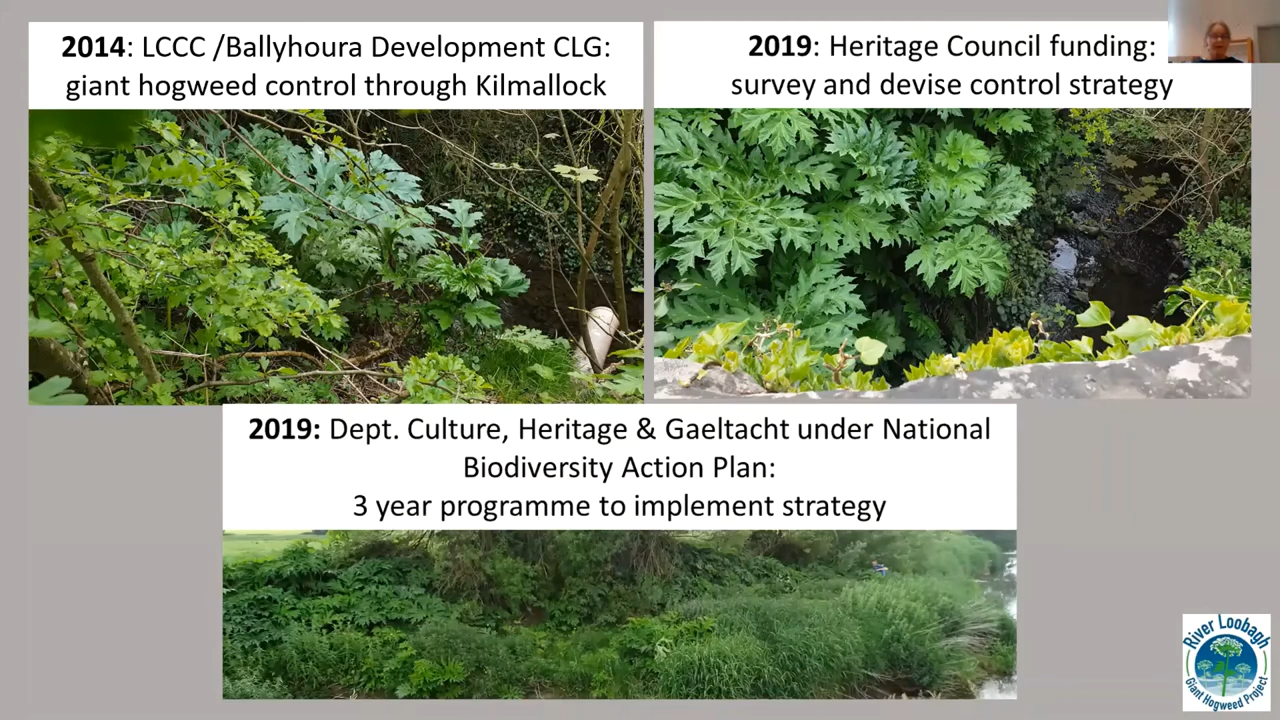 2014: LCCC /Ballyhoura Development CLG:
giant hogweed control through Kilmallock
2019: Heritage Council funding:
survey and devise control strategy
2019: Dept. Culture, Heritage & Gaeltacht under National
Biodiversity Action Plan:
3 year programme to implement strategy
River Loobagh
Giant Hogweed Project